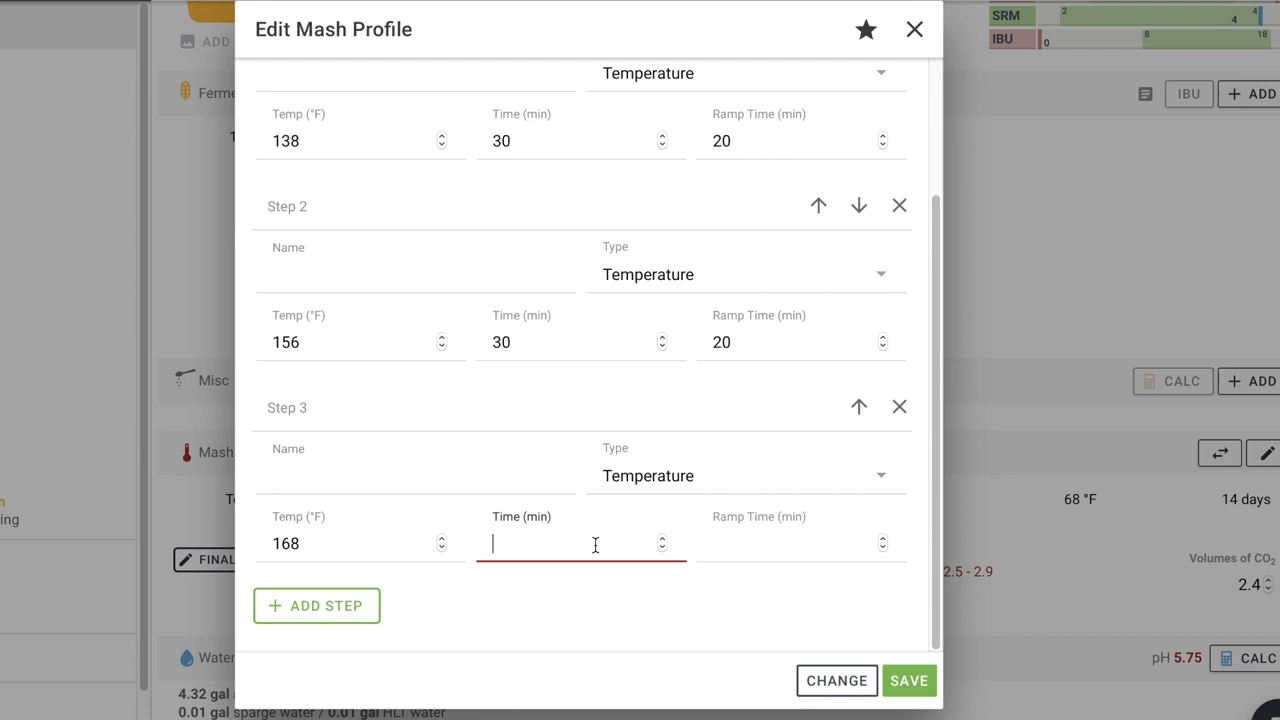 Edit Mash Profile
SRM 2 4 4
IBU 0 8 18
ADD
Temperature
Ferme
IBU
+ ADD
Temp (°F) Time (min) Ramp Time (min)
138 30 20
Step 2
Name Type
Temperature
Temp (°F) Time (min) Ramp Time (min)
156 30 20
Misc
CALC
+ ADD
Step 3
Name Type
Mash
Temperature
68 °F 14 days
Temp (°F) Time (min) Ramp Time (min)
ing
168
FINAL
Volumes of CO2
2.5 - 2.9
2.4
+ ADD STEP
Water
pH 5.75
CALC
CHANGE
SAVE
4.32 gal
0.01 gal sparge water / 0.01 gal HLT water